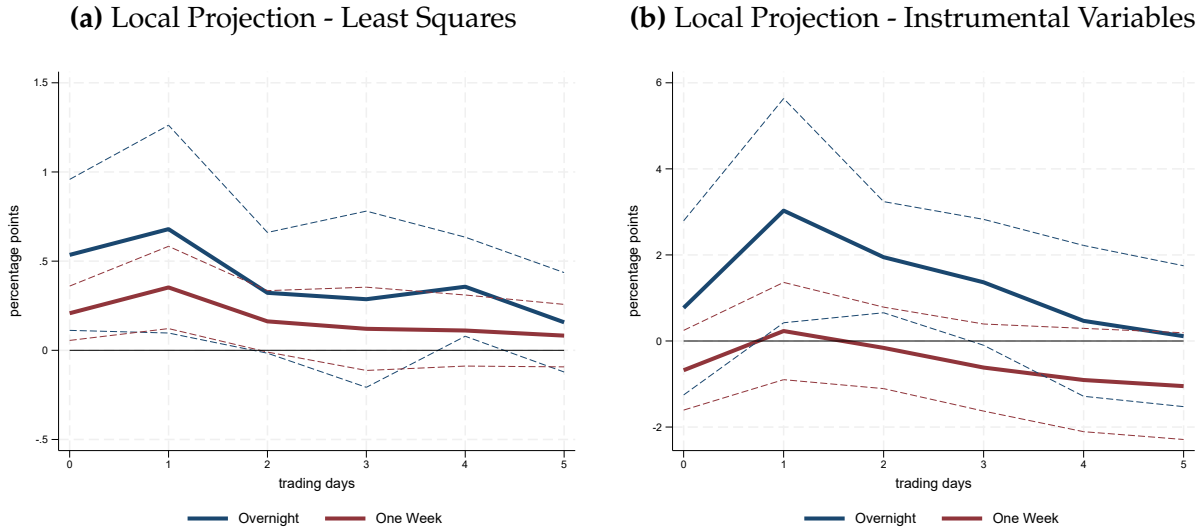 (a) Local Projection - Least Squares
1.5
1
.5
0
-.5
percentage points
0 1 2 3 4 5
trading days
Overnight One Week
(b) Local Projection - Instrumental Variables
6
4
2
0
-2
percentage points
0 1 2 3 4 5
trading days
Overnight One Week